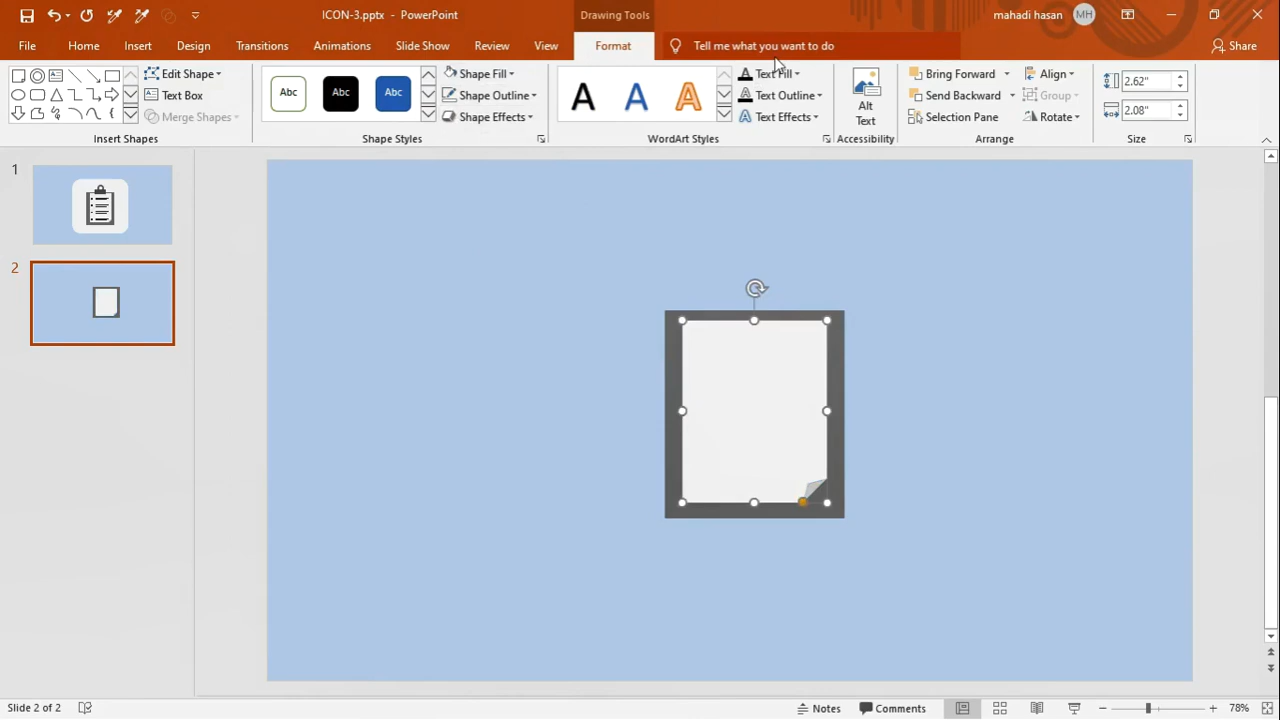 ICON-3.pptx - PowerPoint
Drawing Tools
mahadi hasan
MH
File
Home
Insert
Design
Transitions
Animations
Slide Show
Review
View
Format
Tell me what you want to do
Share
Edit Shape
Text Box
Merge Shapes
Insert Shapes
Abc
Abc
Abc
Shape Fill
Shape Outline
Shape Effects
Shape Styles
A
A
A
Text Fill
Text Outline
Text Effects
WordArt Styles
Alt
Text
Accessibility
Bring Forward
Send Backward
Selection Pane
Align
Group
Rotate
Arrange
2.62"
2.08"
Size
1
2
Slide 2 of 2
Notes
Comments
78%